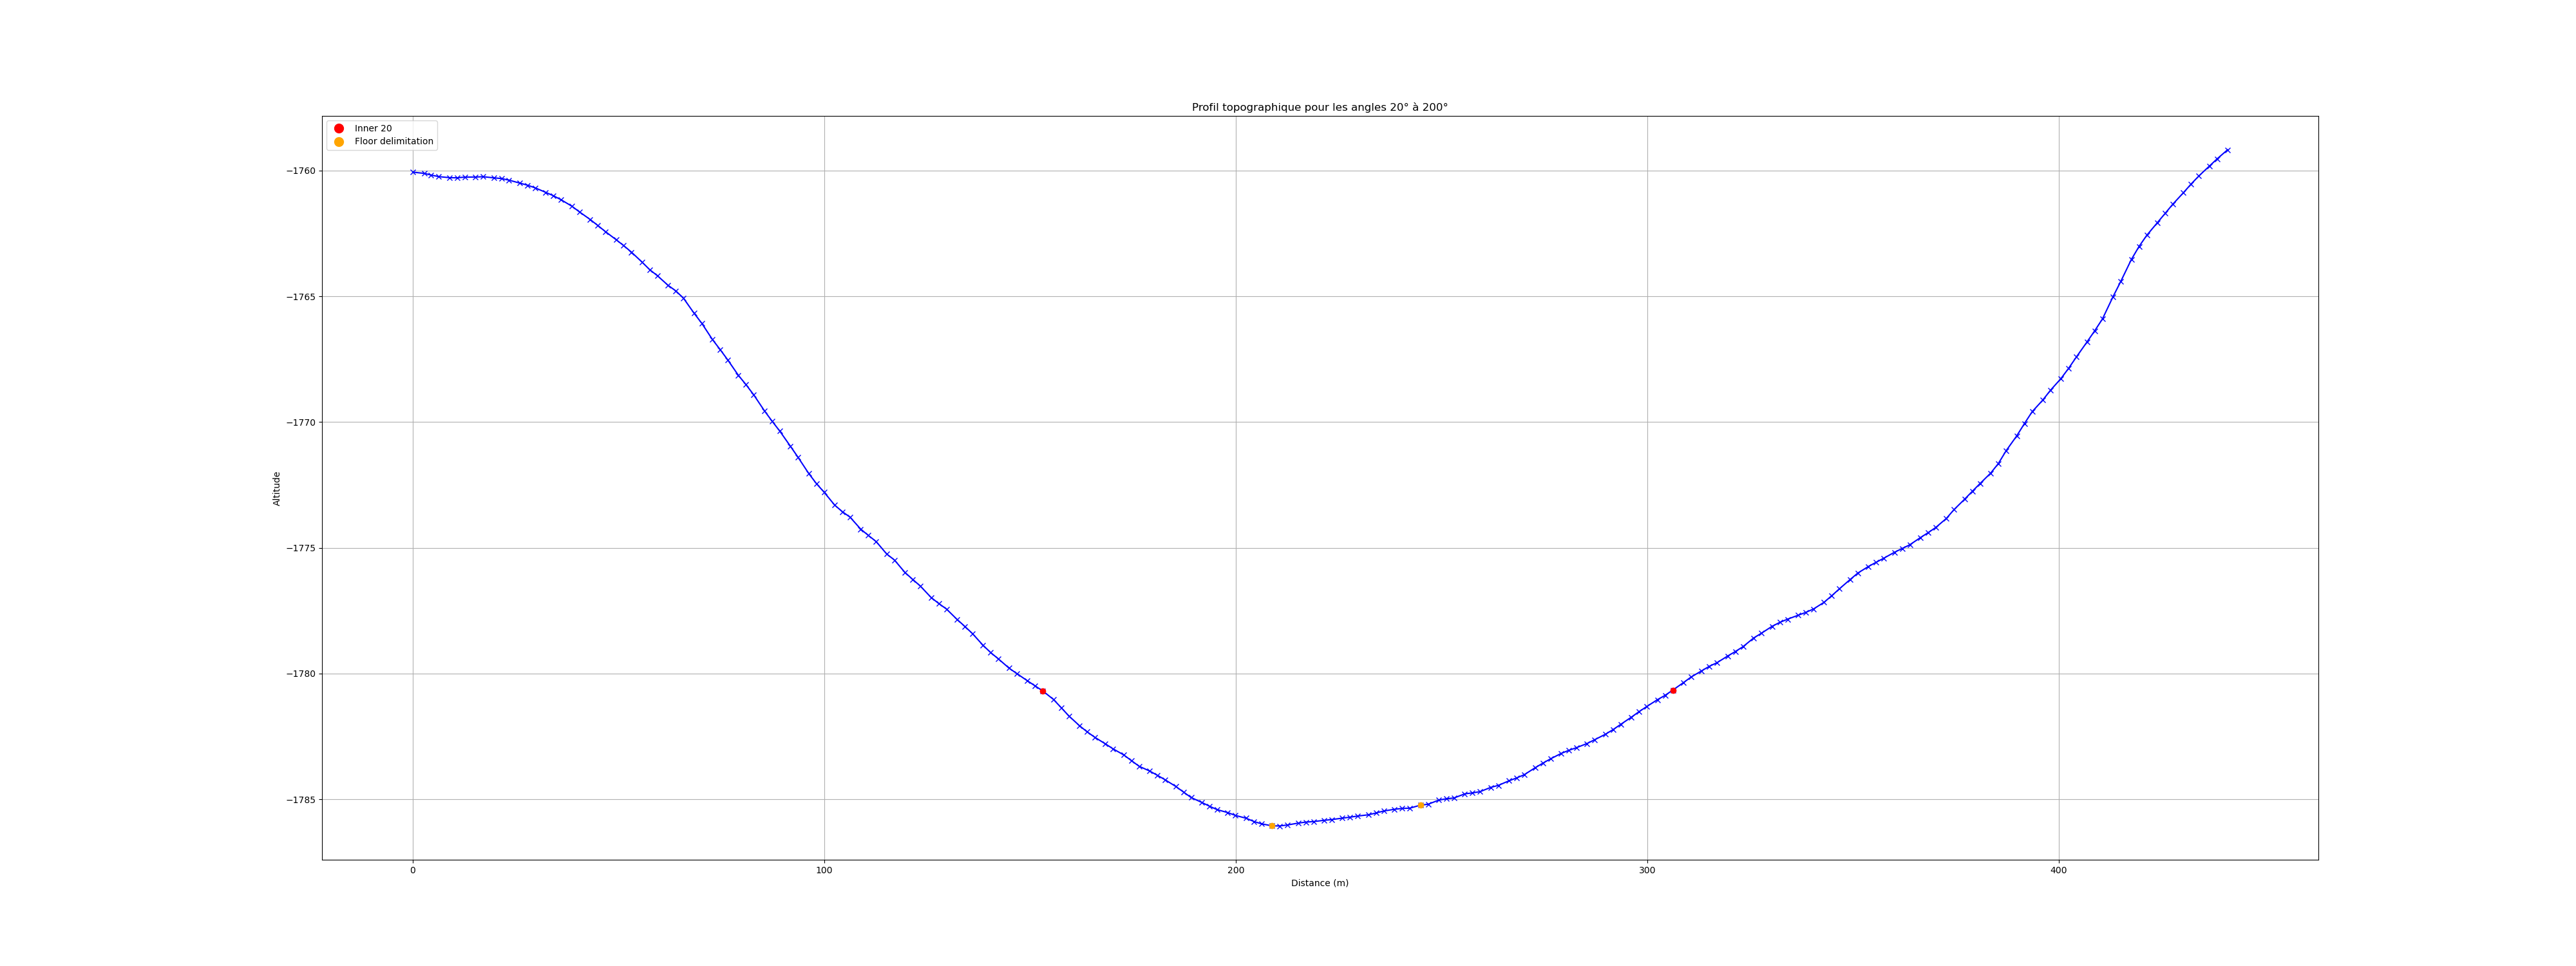 Profil topographique pour les angles 20° à 200°
Inner 20
Floor delimitation
−1760
−1765
−1770
−1775
−1780
−1785
Altitude
0 100 200 300 400
Distance (m)